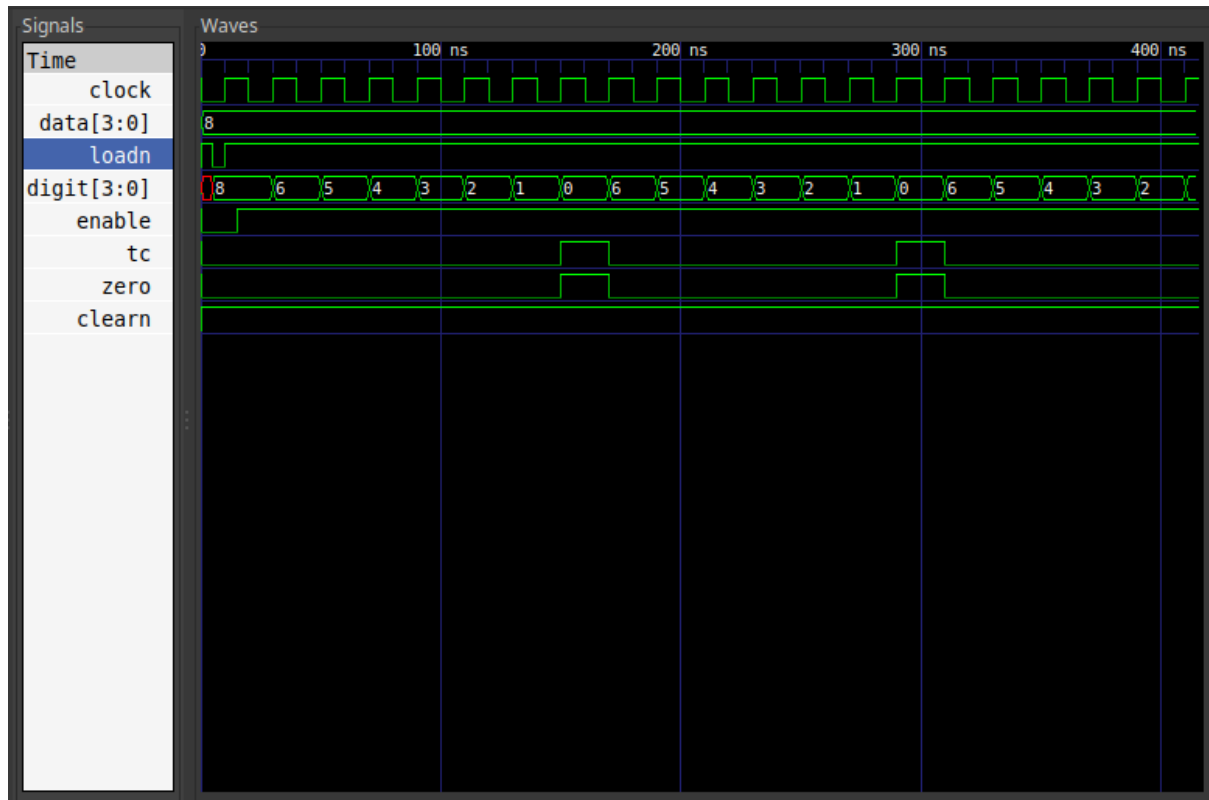 Signals Waves
Time 0 100 ns 200 ns 300 ns 400 ns
clock
data[3:0] 8
loadn
digit[3:0] 8 6 5 4 3 2 1 0 6 5 4 3 2 1 0 6 5 4 3 2
enable
tc
zero
clearn